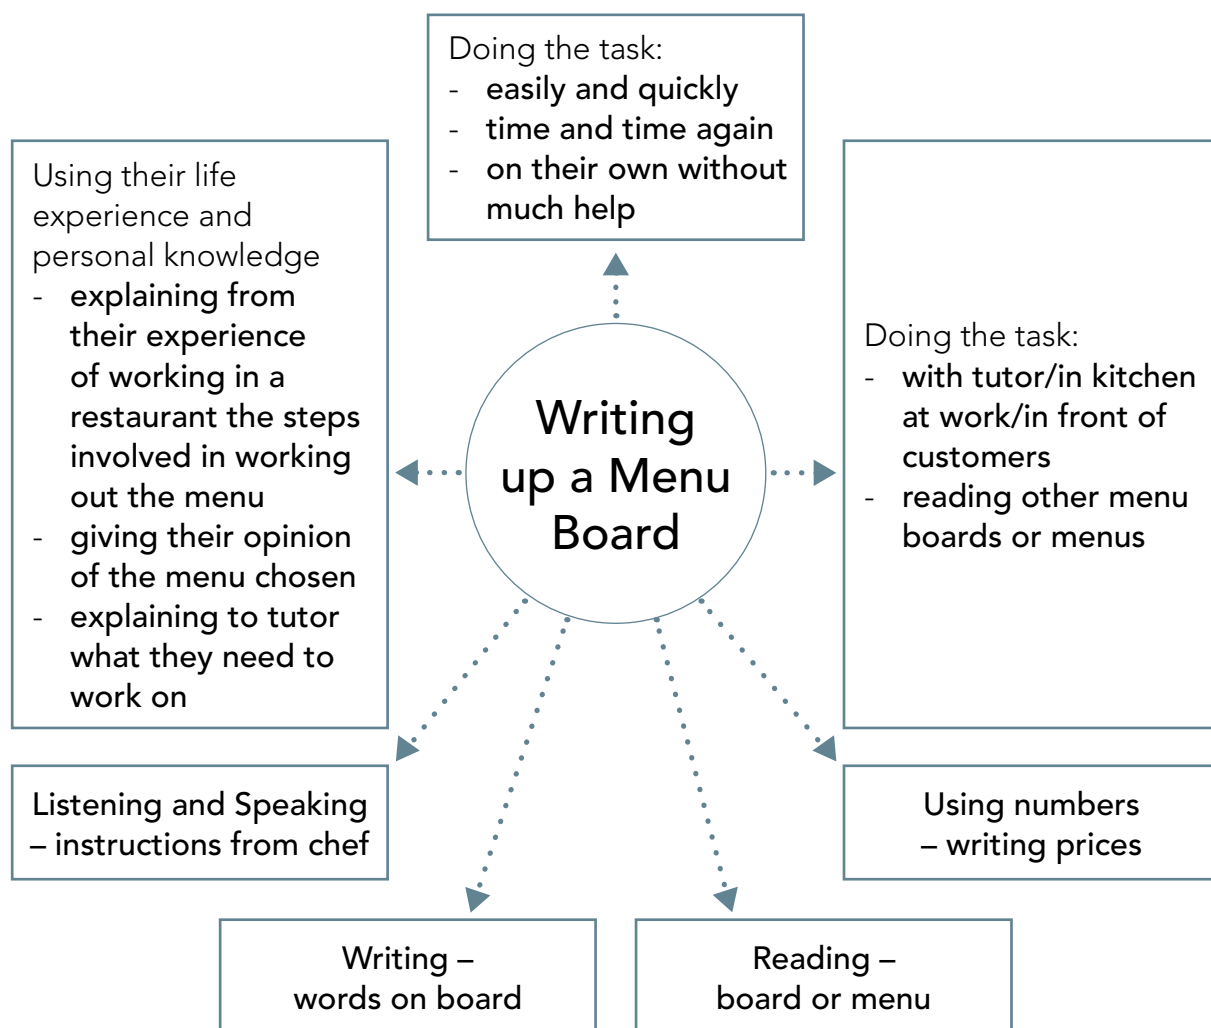 Doing the task:
- easily and quickly
- time and time again
- on their own without
much help
Using their life
experience and
personal knowledge
- explaining from
their experience
of working in a
restaurant the steps
involved in working
out the menu
- giving their opinion
of the menu chosen
- explaining to tutor
what they need to
work on
Writing
up a Menu
Board
Doing the task:
- with tutor/in kitchen
at work/in front of
customers
- reading other menu
boards or menus
Listening and Speaking
– instructions from chef
Using numbers
– writing prices
Writing –
words on board
Reading –
board or menu